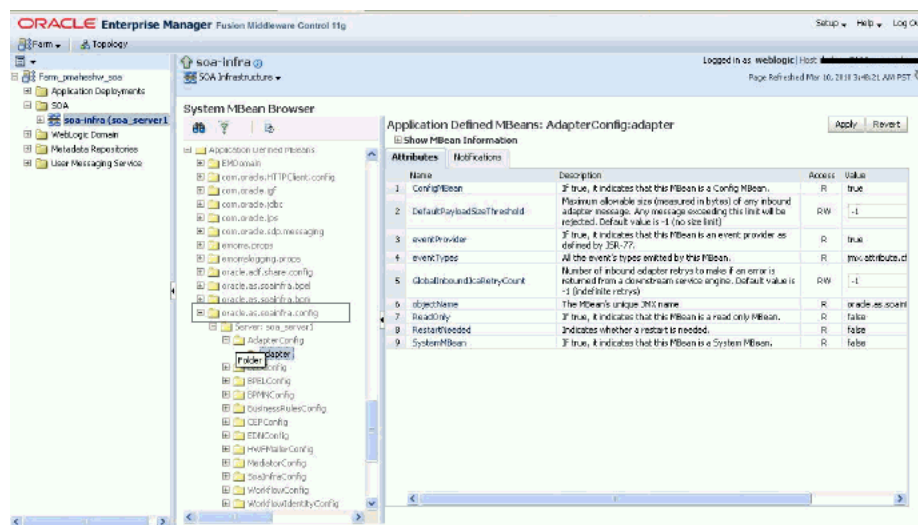 ORACLE Enterprise Manager Fusion Middleware Control 11g
Setup Help Log Ou
Farm Topology
Farm_pmaheshw_soa
Application Deployments
SOA
soa-infra (soa_server1
WebLogic Domain
Metadata Repositories
User Messaging Service
soa-infra
Logged in as weblogic|Host
SOA Infrastructure
Page Refreshed Mar 10, 2010 3:48:21 AM PST
System MBean Browser
Application Defined MBeans
EMDomain
com.oracle.HTTPClient.config
com.oracle.igf
com.oracle.jdbc
com.oracle.jps
com.oracle.sdp.messaging
emoms.props
emomslogging.props
oracle.adf.share.config
oracle.as.soainfra.bpel
oracle.as.soainfra.bpm
oracle.as.soainfra.config
Server: soa_server1
AdapterConfig
dapter
Folder
onfig
BPELConfig
BPMNConfig
BusinessRulesConfig
CEPConfig
EDNConfig
HWFMailerConfig
MediatorConfig
SoaInfraConfig
WorkflowConfig
WorkflowIdentityConfig
Application Defined MBeans: AdapterConfig:adapter
Apply Revert
Show MBean Information
Attributes Notifications
Name Description Access Value
1 ConfigMBean If true, it indicates that this MBean is a Config MBean. R true
2 DefaultPayloadSizeThreshold Maximum allowable size (measured in bytes) of any inbound adapter message. Any message exceeding this limit will be rejected. Default value is -1 (no size limit) RW -1
3 eventProvider If true, it indicates that this MBean is an event provider as defined by JSR-77. R true
4 eventTypes All the event's types emitted by this MBean. R jmx.attribute.cl
5 GlobalInboundJcaRetryCount Number of inbound adapter retrys to make if an error is returned from a downstream service engine. Default value is -1 (indefinite retrys) RW -1
6 objectName The MBean's unique JMX name R oracle.as.soainf
7 ReadOnly If true, it indicates that this MBean is a read only MBean. R false
8 RestartNeeded Indicates whether a restart is needed. R false
9 SystemMBean If true, it indicates that this MBean is a System MBean. R false